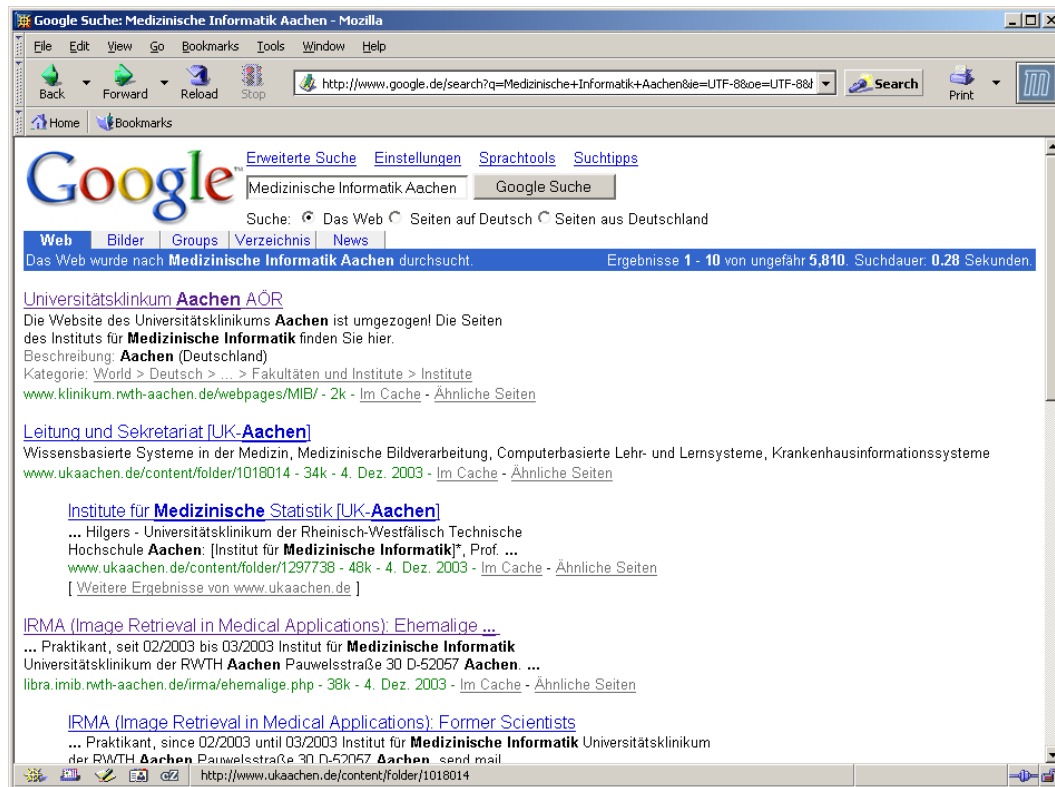 Google Suche: Medizinische Informatik Aachen - Mozilla
File Edit View Go Bookmarks Tools Window Help
Back Forward Reload Stop http://www.google.de/search?q=Medizinische+Informatik+Aachen&ie=UTF-8&oe=UTF-8& Search Print
Home Bookmarks
Google™
Erweiterte Suche Einstellungen Sprachtools Suchtipps
Medizinische Informatik Aachen Google Suche
Suche: Das Web Seiten auf Deutsch Seiten aus Deutschland
Web Bilder Groups Verzeichnis News
Das Web wurde nach Medizinische Informatik Aachen durchsucht. Ergebnisse 1 - 10 von ungefähr 5,810. Suchdauer: 0.28 Sekunden.
Universitätsklinkum Aachen AÖR
Die Website des Universitätsklinikums Aachen ist umgezogen! Die Seiten
des Instituts für Medizinische Informatik finden Sie hier.
Beschreibung: Aachen (Deutschland)
Kategorie: World > Deutsch > ... > Fakultäten und Institute > Institute
www.klinikum.rwth-aachen.de/webpages/MIB/ - 2k - Im Cache - Ähnliche Seiten
Leitung und Sekretariat [UK-Aachen]
Wissensbasierte Systeme in der Medizin, Medizinische Bildverarbeitung, Computerbasierte Lehr- und Lernsysteme, Krankenhausinformationssysteme
www.ukaachen.de/content/folder/1018014 - 34k - 4. Dez. 2003 - Im Cache - Ähnliche Seiten
Institute für Medizinische Statistik [UK-Aachen]
... Hilgers - Universitätsklinikum der Rheinisch-Westfälisch Technische
Hochschule Aachen: [Institut für Medizinische Informatik]*, Prof. ...
www.ukaachen.de/content/folder/1297738 - 48k - 4. Dez. 2003 - Im Cache - Ähnliche Seiten
[ Weitere Ergebnisse von www.ukaachen.de ]
IRMA (Image Retrieval in Medical Applications): Ehemalige ...
... Praktikant, seit 02/2003 bis 03/2003 Institut für Medizinische Informatik
Universitätsklinikum der RWTH Aachen Pauwelsstraße 30 D-52057 Aachen. ...
libra.imib.rwth-aachen.de/irma/ehemalige.php - 38k - 4. Dez. 2003 - Im Cache - Ähnliche Seiten
IRMA (Image Retrieval in Medical Applications): Former Scientists
... Praktikant, since 02/2003 until 03/2003 Institut für Medizinische Informatik Universitätsklinikum
der RWTH Aachen Pauwelsstraße 30 D-52057 Aachen. send mail
http://www.ukaachen.de/content/folder/1018014